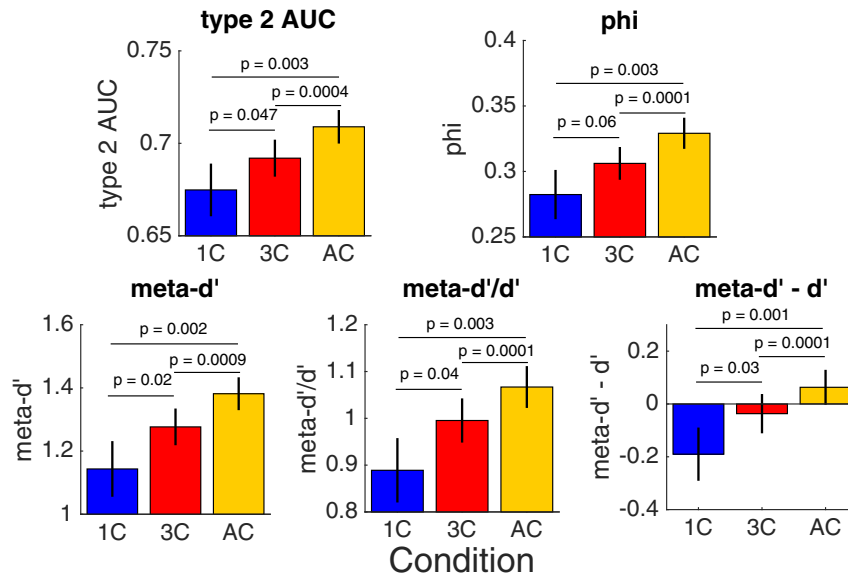 type 2 AUC
0.75
p = 0.003
p = 0.0004
0.7
p = 0.047
type 2 AUC
0.65
1C 3C AC
phi
0.4
p = 0.003
0.35
p = 0.0001
p = 0.06
0.3
phi
0.25
1C 3C AC
meta-d'
1.6
p = 0.002
p = 0.0009
1.4
p = 0.02
meta-d'
1.2
1
1C 3C AC
meta-d'/d'
1.2
p = 0.003
1.1
p = 0.0001
p = 0.04
1
meta-d'/d'
0.9
0.8
1C 3C AC
meta-d' - d'
p = 0.001
0.2
p = 0.0001
p = 0.03
0
meta-d' - d'
-0.2
-0.4
1C 3C AC
Condition